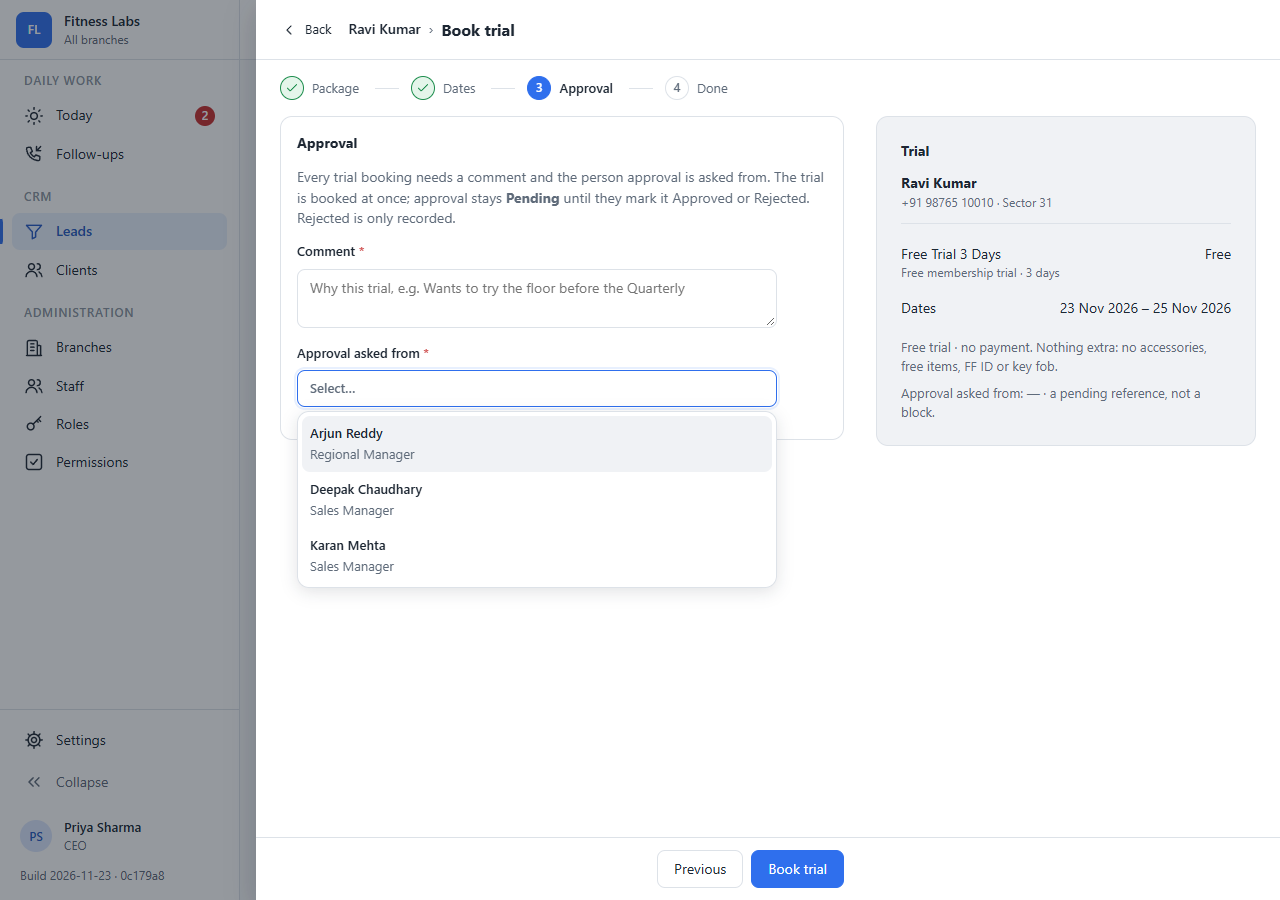 FL
Fitness Labs
All branches
DAILY WORK
Today 2
Follow-ups
CRM
Leads
Clients
ADMINISTRATION
Branches
Staff
Roles
Permissions
Settings
Collapse
PS
Priya Sharma
CEO
Build 2026-11-23 · 0c179a8
Back Ravi Kumar › Book trial
Package Dates 3 Approval 4 Done
Approval
Every trial booking needs a comment and the person approval is asked from. The trial
is booked at once; approval stays Pending until they mark it Approved or Rejected.
Rejected is only recorded.
Comment *
Why this trial, e.g. Wants to try the floor before the Quarterly
Approval asked from *
Select...
Arjun Reddy
Regional Manager
Deepak Chaudhary
Sales Manager
Karan Mehta
Sales Manager
Trial
Ravi Kumar
+91 98765 10010 · Sector 31
Free Trial 3 Days Free
Free membership trial · 3 days
Dates 23 Nov 2026 – 25 Nov 2026
Free trial · no payment. Nothing extra: no accessories,
free items, FF ID or key fob.
Approval asked from: — · a pending reference, not a
block.
Previous Book trial